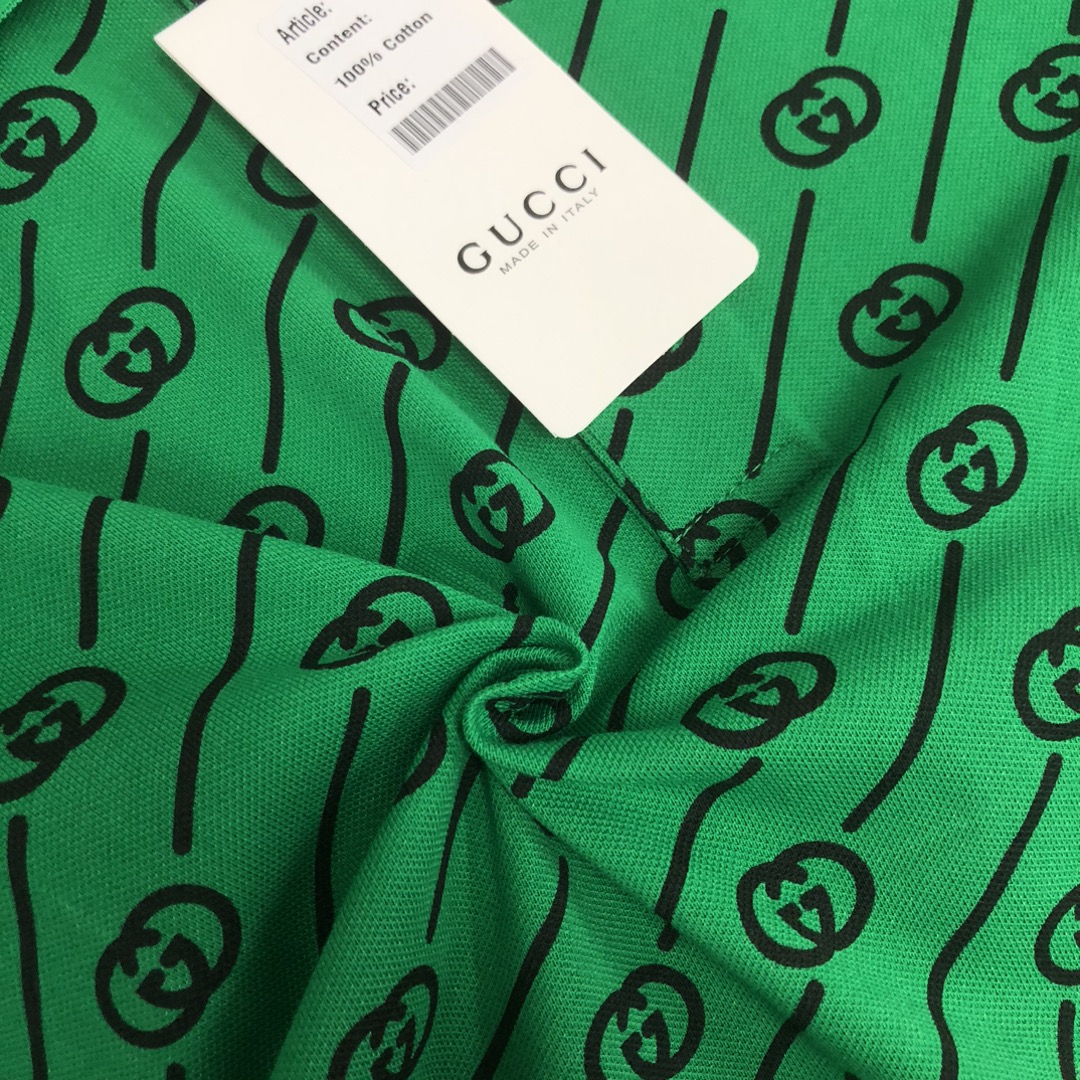 Article:
Content:
100% Cotton
Price:
GUCCI
MADE IN ITALY